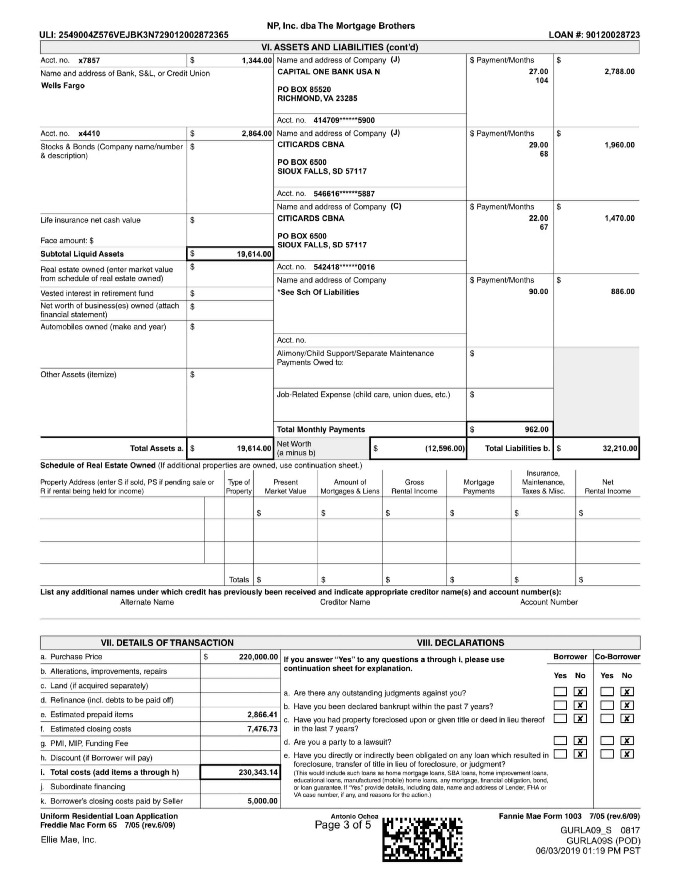 NP, Inc. dba The Mortgage Brothers
ULI: 2549004Z576VEJBK3N729012002872365 LOAN #: 90120028723
VI. ASSETS AND LIABILITIES (cont'd)
Acct. no. x7857 $ 1,344.00 Name and address of Company (J) $ Payment/Months $
Name and address of Bank, S&L, or Credit Union CAPITAL ONE BANK USA N 27.00 2,788.00
104
Wells Fargo
PO BOX 85520
RICHMOND, VA 23285
Acct. no. 414709******5900
Acct. no. x4410 $ 2,864.00 Name and address of Company (J) $ Payment/Months $
Stocks & Bonds (Company name/number $ CITICARDS CBNA 29.00 1,960.00
& description) 68
PO BOX 6500
SIOUX FALLS, SD 57117
Acct. no. 546616******5887
Name and address of Company (C) $ Payment/Months $
Life insurance net cash value $ CITICARDS CBNA 22.00 1,470.00
67
Face amount: $ PO BOX 6500
Subtotal Liquid Assets $ 19,614.00 SIOUX FALLS, SD 57117
Real estate owned (enter market value $ Acct. no. 542418******0016
from schedule of real estate owned) Name and address of Company $ Payment/Months $
Vested interest in retirement fund $ *See Sch Of Liabilities 90.00 886.00
Net worth of business(es) owned (attach $
financial statement)
Automobiles owned (make and year) $
Acct. no.
Alimony/Child Support/Separate Maintenance $
Payments Owed to:
Other Assets (itemize) $
Job-Related Expense (child care, union dues, etc.) $
Total Monthly Payments $ 962.00
Total Assets a. $ 19,614.00 Net Worth $ (12,596.00) Total Liabilities b. $ 32,210.00
(a minus b)
Schedule of Real Estate Owned (If additional properties are owned, use continuation sheet.)
Property Address (enter S if sold, PS if pending sale or Type of Present Amount of Gross Mortgage Insurance, Net
R if rental being held for income) Property Market Value Mortgages & Liens Rental Income Payments Maintenance, Rental Income
Taxes & Misc.
$ $ $ $ $ $
Totals $ $ $ $ $ $
List any additional names under which credit has previously been received and indicate appropriate creditor name(s) and account number(s):
Alternate Name Creditor Name Account Number
VII. DETAILS OF TRANSACTION VIII. DECLARATIONS
a. Purchase Price $ 220,000.00 If you answer "Yes" to any questions a through i, please use Borrower Co-Borrower
b. Alterations, improvements, repairs continuation sheet for explanation. Yes No Yes No
c. Land (if acquired separately)
d. Refinance (incl. debts to be paid off) a. Are there any outstanding judgments against you? X X
e. Estimated prepaid items 2,866.41 b. Have you been declared bankrupt within the past 7 years? X X
f. Estimated closing costs 7,476.73 c. Have you had property foreclosed upon or given title or deed in lieu thereof X X
in the last 7 years?
g. PMI, MIP, Funding Fee d. Are you a party to a lawsuit? X X
h. Discount (if Borrower will pay) e. Have you directly or indirectly been obligated on any loan which resulted in X X
foreclosure, transfer of title in lieu of foreclosure, or judgment?
i. Total costs (add items a through h) 230,343.14 (This would include such loans as home mortgage loans, SBA loans, home improvement loans,
educational loans, manufactured (mobile) home loans, any mortgage, financial obligation, bond,
j. Subordinate financing or loan guarantee. If "Yes," provide details, including date, name and address of Lender, FHA or
VA case number, if any, and reasons for the action.)
k. Borrower's closing costs paid by Seller 5,000.00
Uniform Residential Loan Application Antonio Ochoa Fannie Mae Form 1003 7/05 (rev.6/09)
Freddie Mac Form 65 7/05 (rev.6/09) Page 3 of 5
Ellie Mae, Inc. GURLA09_S 0817
GURLA09S (POD)
06/03/2019 01:19 PM PST